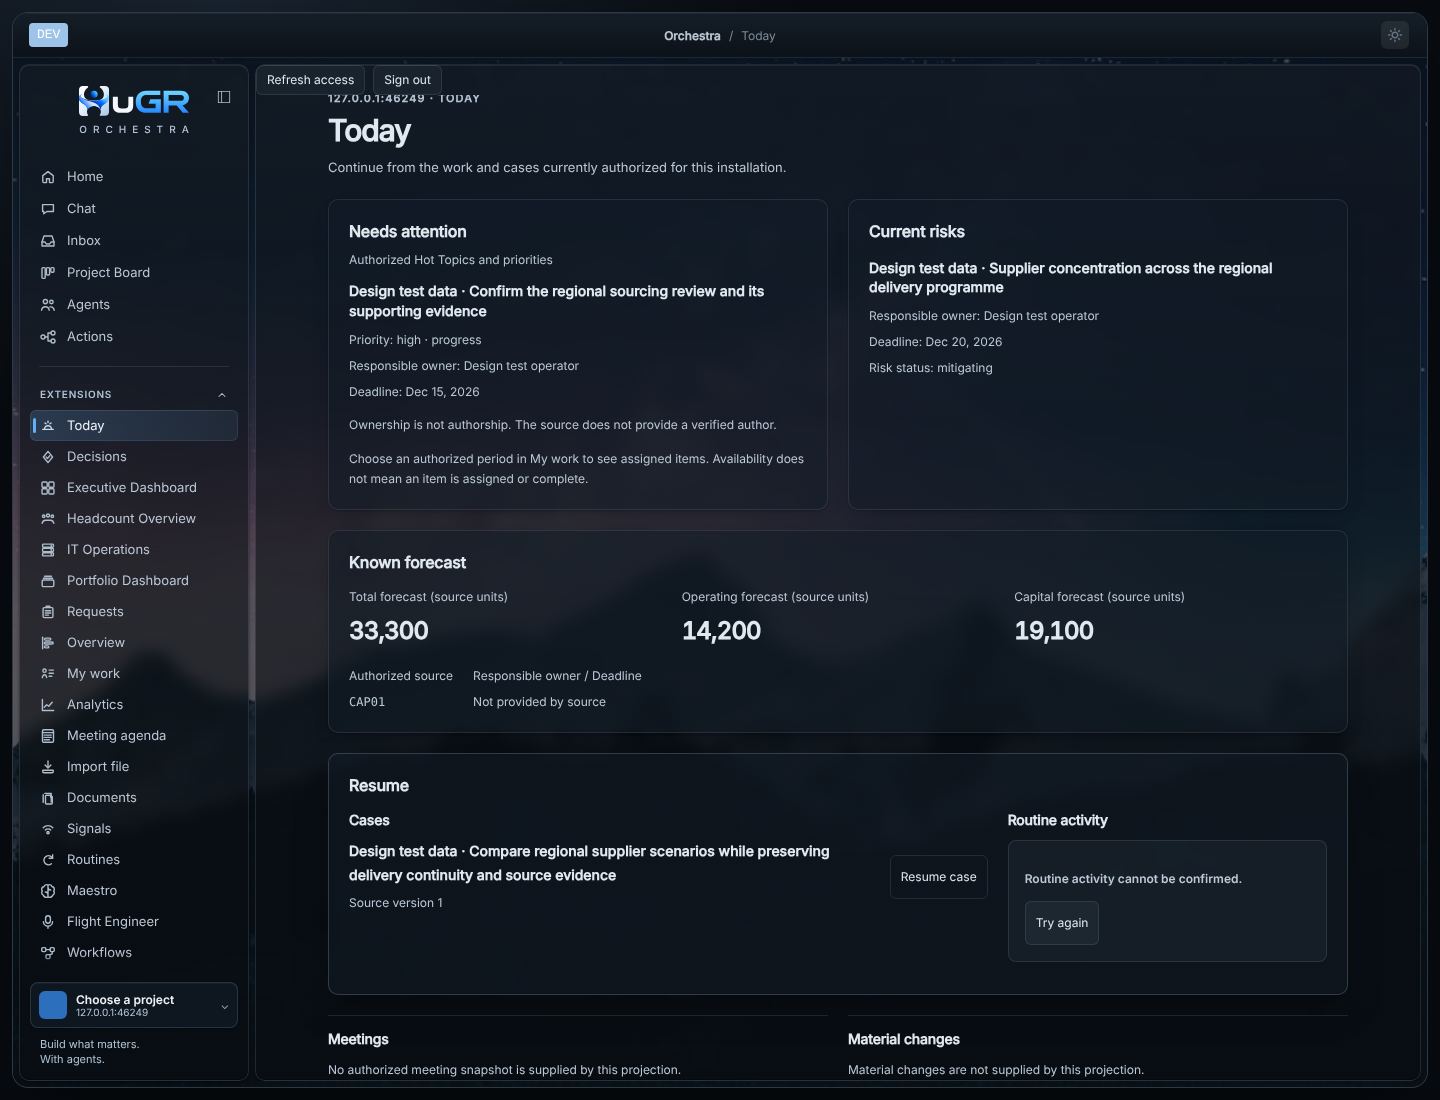 DEV
Orchestra / Today
HuGR
ORCHESTRA
Home
Chat
Inbox
Project Board
Agents
Actions
EXTENSIONS
Today
Decisions
Executive Dashboard
Headcount Overview
IT Operations
Portfolio Dashboard
Requests
Overview
My work
Analytics
Meeting agenda
Import file
Documents
Signals
Routines
Maestro
Flight Engineer
Workflows
Choose a project
127.0.0.1:46249
Build what matters.
With agents.
Refresh access
Sign out
127.0.0.1:46249 · TODAY
Today
Continue from the work and cases currently authorized for this installation.
Needs attention
Authorized Hot Topics and priorities
Design test data · Confirm the regional sourcing review and its
supporting evidence
Priority: high · progress
Responsible owner: Design test operator
Deadline: Dec 15, 2026
Ownership is not authorship. The source does not provide a verified author.
Choose an authorized period in My work to see assigned items. Availability does
not mean an item is assigned or complete.
Current risks
Design test data · Supplier concentration across the regional
delivery programme
Responsible owner: Design test operator
Deadline: Dec 20, 2026
Risk status: mitigating
Known forecast
Total forecast (source units)
33,300
Operating forecast (source units)
14,200
Capital forecast (source units)
19,100
Authorized source
CAP01
Responsible owner / Deadline
Not provided by source
Resume
Cases
Design test data · Compare regional supplier scenarios while preserving
delivery continuity and source evidence
Source version 1
Resume case
Routine activity
Routine activity cannot be confirmed.
Try again
Meetings
No authorized meeting snapshot is supplied by this projection.
Material changes
Material changes are not supplied by this projection.